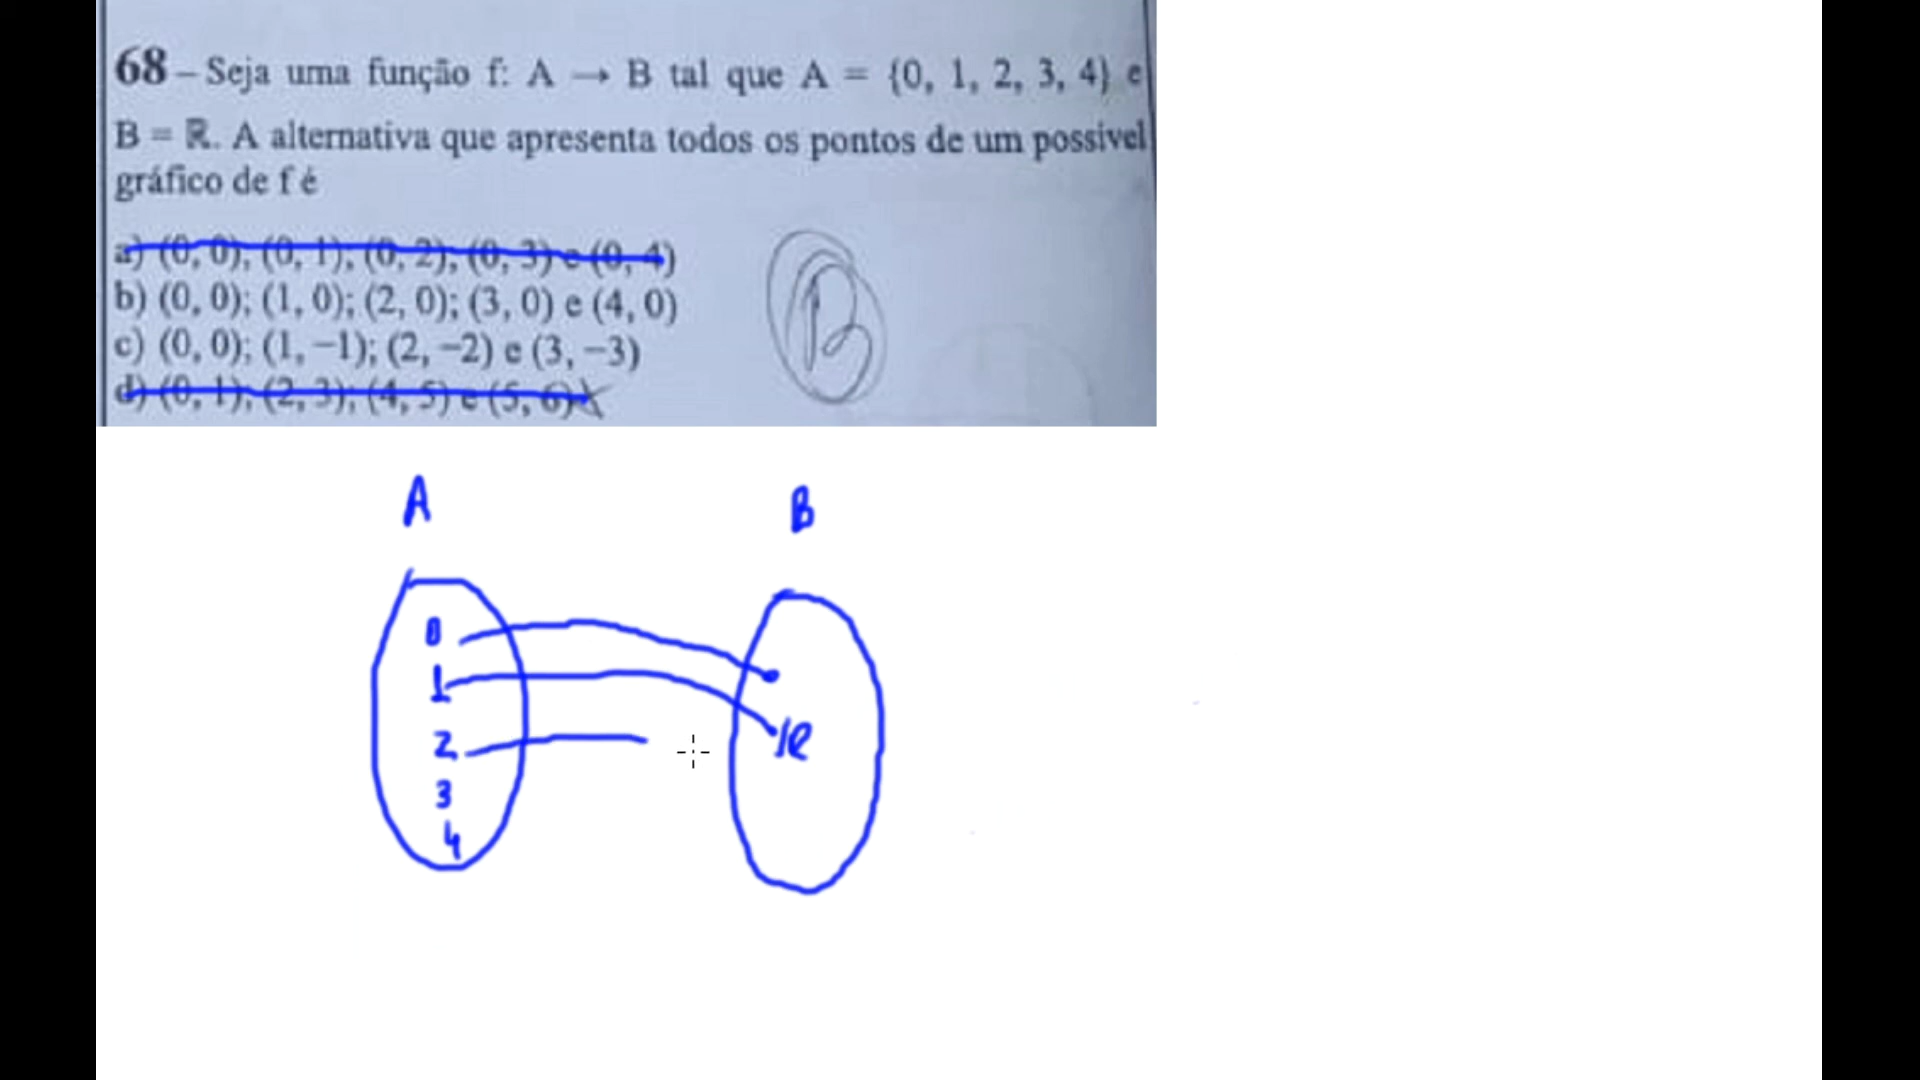 68 – Seja uma função f: A → B tal que A = {0, 1, 2, 3, 4} e
B = ℝ. A alternativa que apresenta todos os pontos de um possível
gráfico de f é
a) (0, 0); (0, 1); (0, 2); (0, 3) e (0, 4)
b) (0, 0); (1, 0); (2, 0); (3, 0) e (4, 0)
c) (0, 0); (1, −1); (2, −2) e (3, −3)
d) (0, 1); (2, 3); (4, 5) e (5, 6)
B
A B
0
1
2 ℝ
3
4